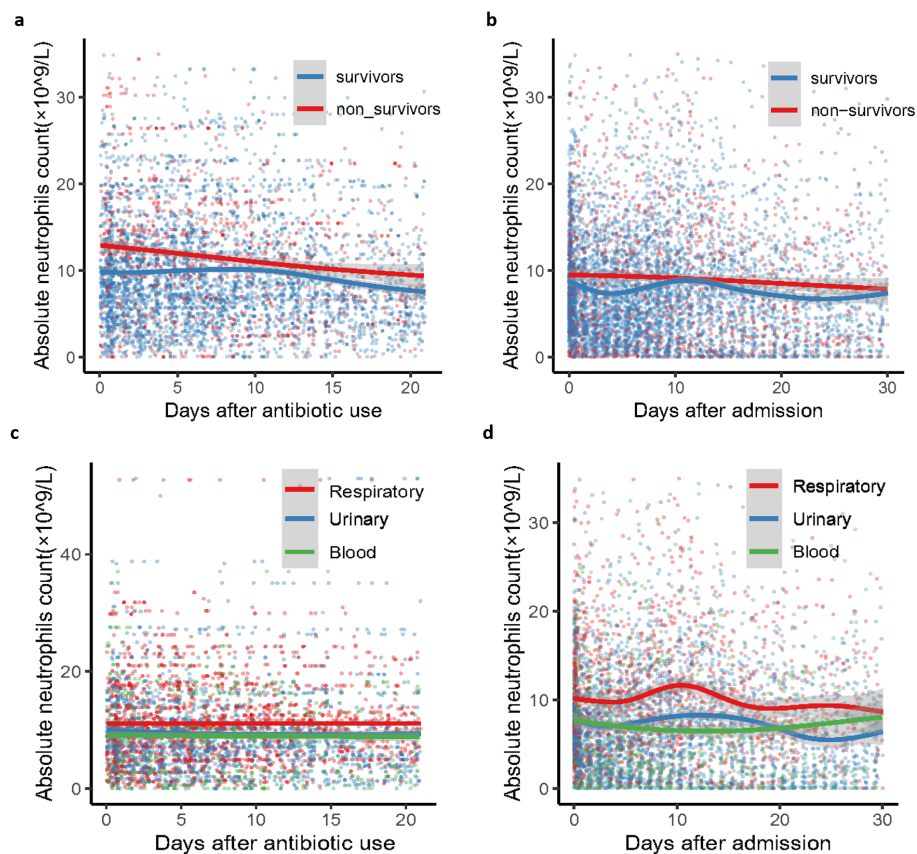 a
Absolute neutrophils count(×10^9/L)
30
20
10
0
survivors
non_survivors
0 5 10 15 20
Days after antibiotic use
b
Absolute neutrophils count(×10^9/L)
30
20
10
0
survivors
non-survivors
0 10 20 30
Days after admission
c
Absolute neutrophils count(×10^9/L)
40
20
0
Respiratory
Urinary
Blood
0 5 10 15 20
Days after antibiotic use
d
Absolute neutrophils count(×10^9/L)
30
20
10
0
Respiratory
Urinary
Blood
0 10 20 30
Days after admission